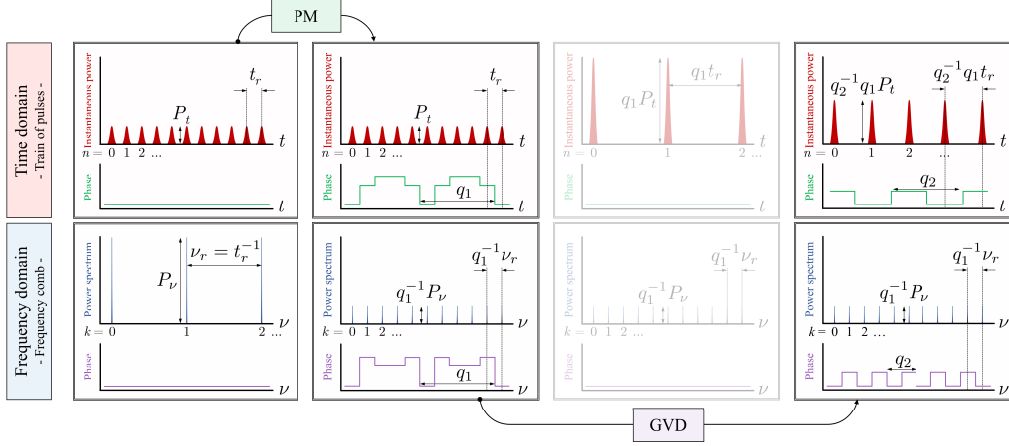 PM
Time domain
- Train of pulses -
Instantaneous power
P_t
t_r
t
n = 0 1 2 ...
Phase
t
Instantaneous power
P_t
t_r
t
n = 0 1 2 ...
Phase
q_1
t
Instantaneous power
q_1 P_t
q_1 t_r
t
n = 0 1 2 ...
Phase
t
Instantaneous power
q_2^{-1} q_1 P_t
q_2^{-1} q_1 t_r
t
n = 0 1 2 ...
Phase
q_2
t
Frequency domain
- Frequency comb -
Power spectrum
P_ν
ν_r = t_r^{-1}
ν
k = 0 1 2 ...
Phase
ν
Power spectrum
q_1^{-1} P_ν
q_1^{-1} ν_r
ν
k = 0 1 2 ...
Phase
q_1
ν
Power spectrum
q_1^{-1} P_ν
q_1^{-1} ν_r
ν
k = 0 1 2 ...
Phase
ν
Power spectrum
q_1^{-1} P_ν
q_1^{-1} ν_r
ν
k = 0 1 2 ...
Phase
q_2
ν
GVD